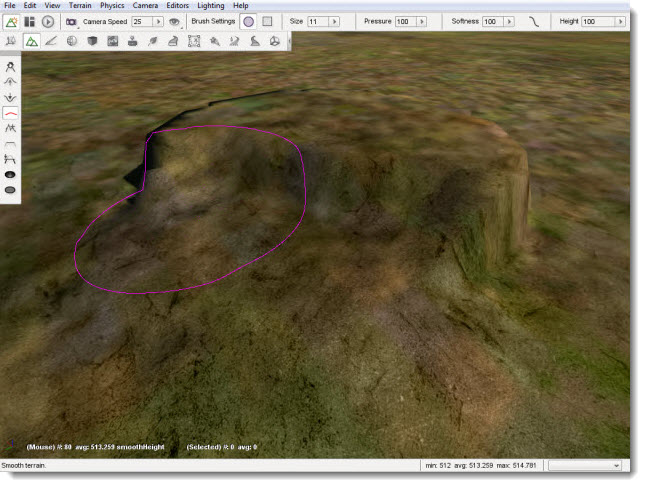 File Edit View Terrain Physics Camera Editors Lighting Help
Camera Speed 25 Brush Settings Size 11 Pressure 100 Softness 100 Height 100
(Mouse) #: 80 avg: 513.259 smoothHeight (Selected) #: 0 avg: 0
Smooth terrain. min: 512 avg: 513.259 max: 514.781